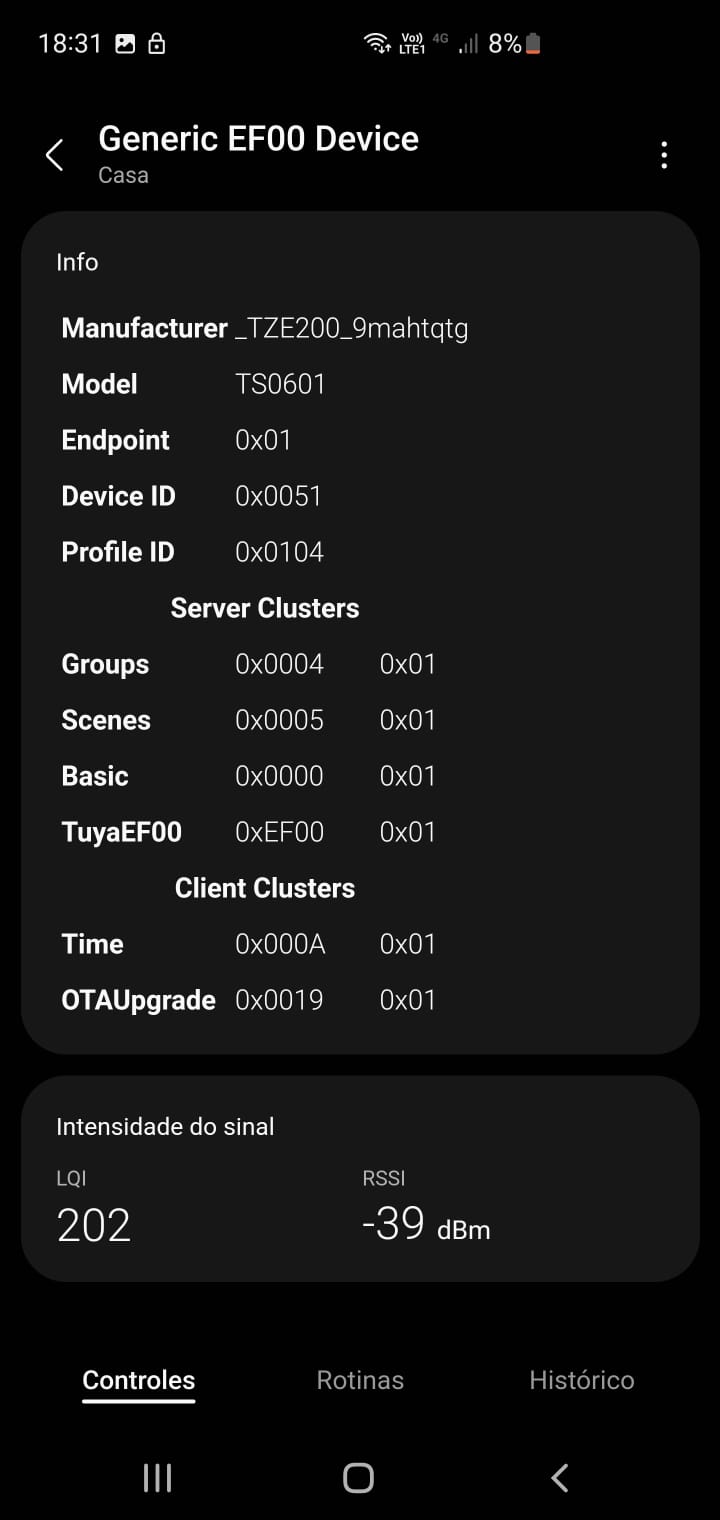 18:31 Vo)) LTE1 4G 8%
Generic EF00 Device
Casa
Info
Manufacturer _TZE200_9mahtqtg
Model TS0601
Endpoint 0x01
Device ID 0x0051
Profile ID 0x0104
Server Clusters
Groups 0x0004 0x01
Scenes 0x0005 0x01
Basic 0x0000 0x01
TuyaEF00 0xEF00 0x01
Client Clusters
Time 0x000A 0x01
OTAUpgrade 0x0019 0x01
Intensidade do sinal
LQI RSSI
202 -39 dBm
Controles Rotinas Histórico